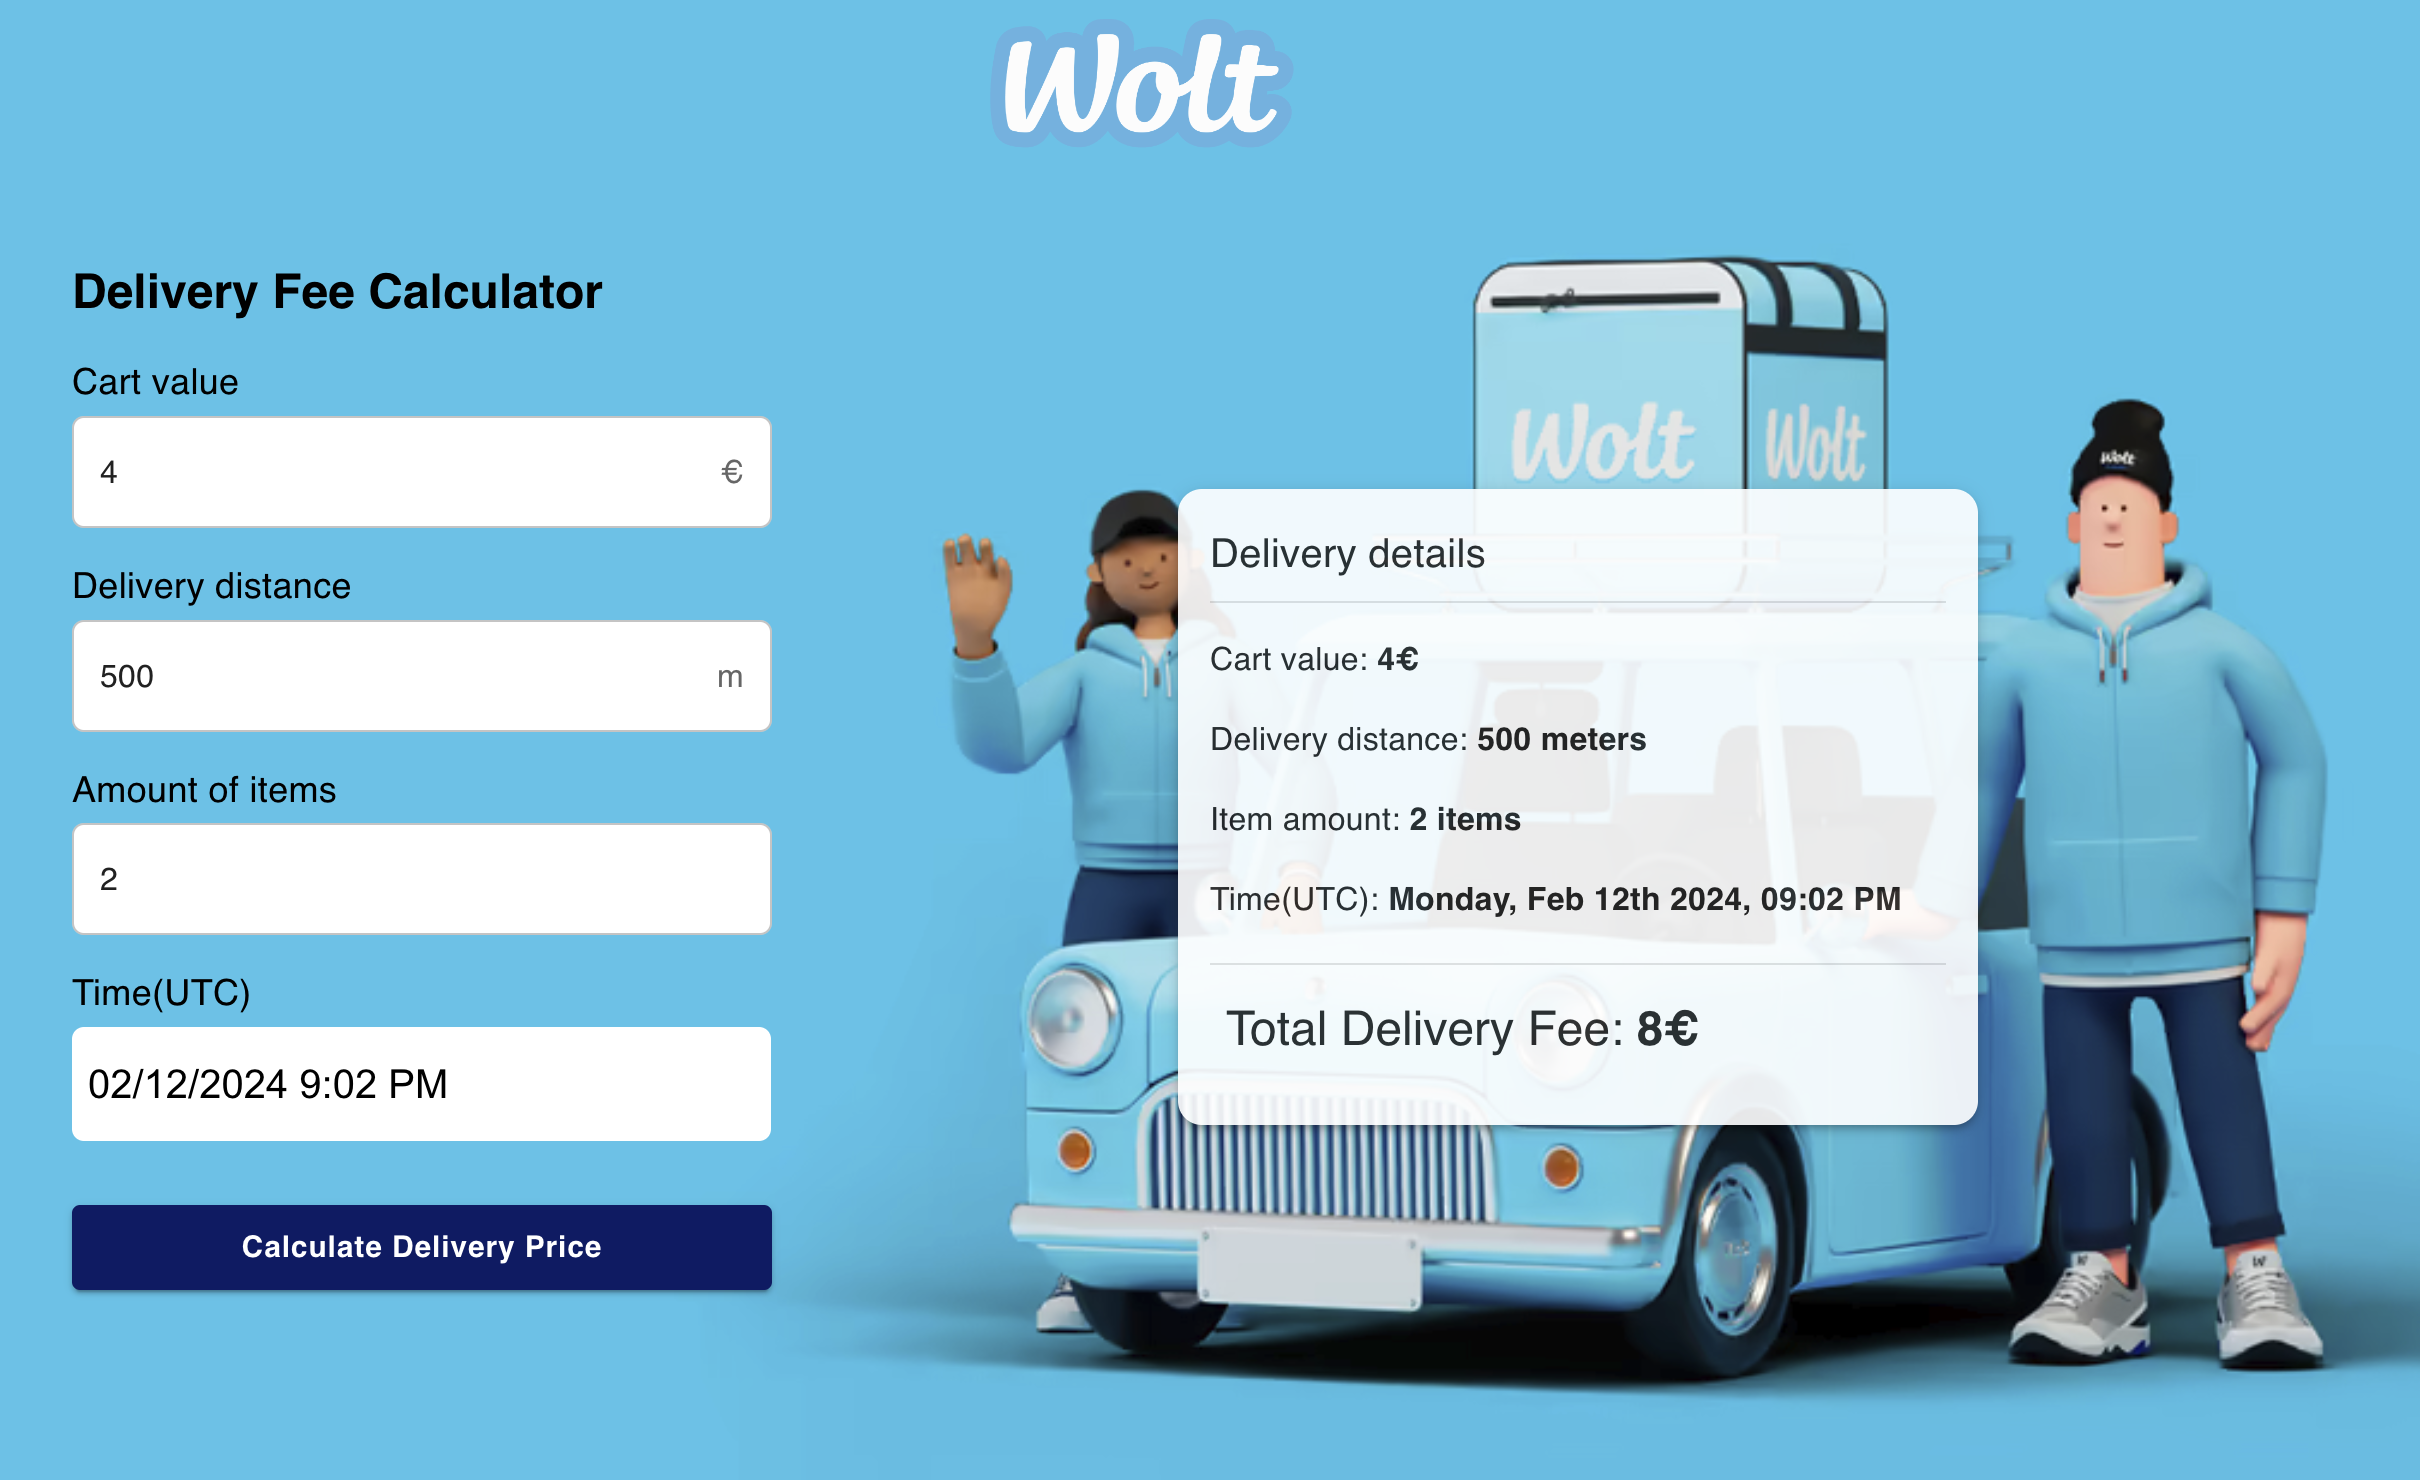 Wolt
Delivery Fee Calculator
Cart value
4 €
Delivery distance
500 m
Amount of items
2
Time(UTC)
02/12/2024 9:02 PM
Calculate Delivery Price
Wolt
Wolt
Wolt
Delivery details
Cart value: 4€
Delivery distance: 500 meters
Item amount: 2 items
Time(UTC): Monday, Feb 12th 2024, 09:02 PM
Total Delivery Fee: 8€
W
W